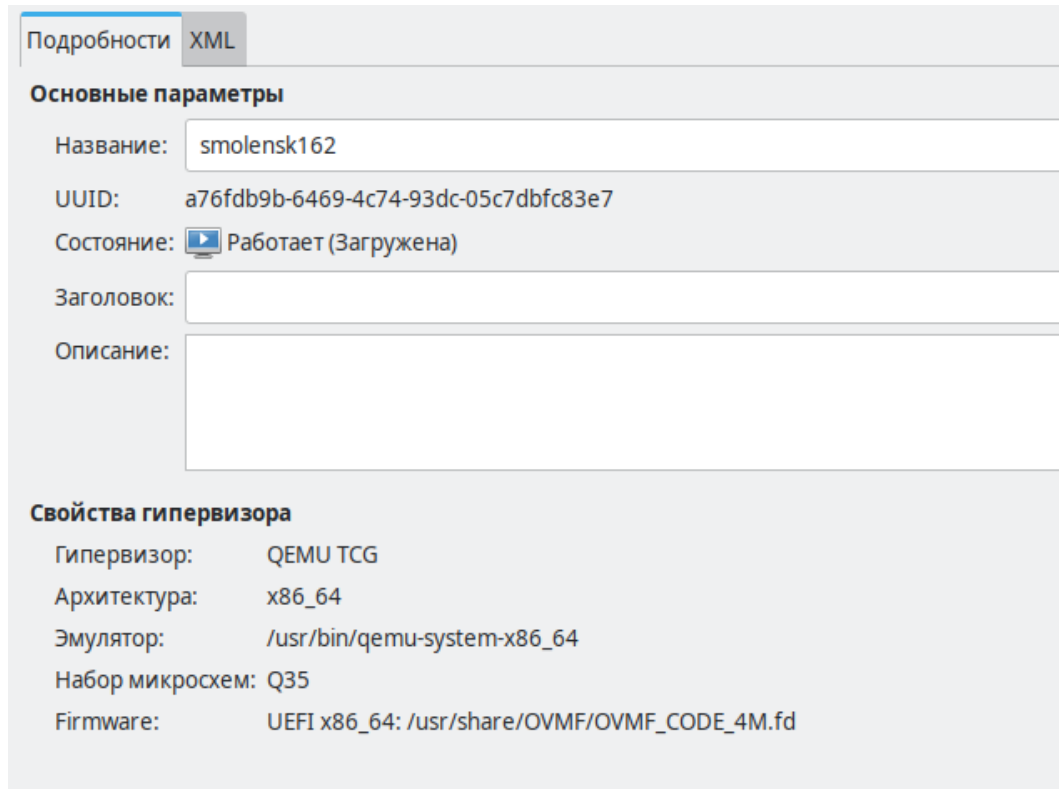 Подробности XML
Основные параметры
Название: smolensk162
UUID: a76fdb9b-6469-4c74-93dc-05c7dbfc83e7
Состояние: Работает (Загружена)
Заголовок:
Описание:
Свойства гипервизора
Гипервизор: QEMU TCG
Архитектура: x86_64
Эмулятор: /usr/bin/qemu-system-x86_64
Набор микросхем: Q35
Firmware: UEFI x86_64: /usr/share/OVMF/OVMF_CODE_4M.fd